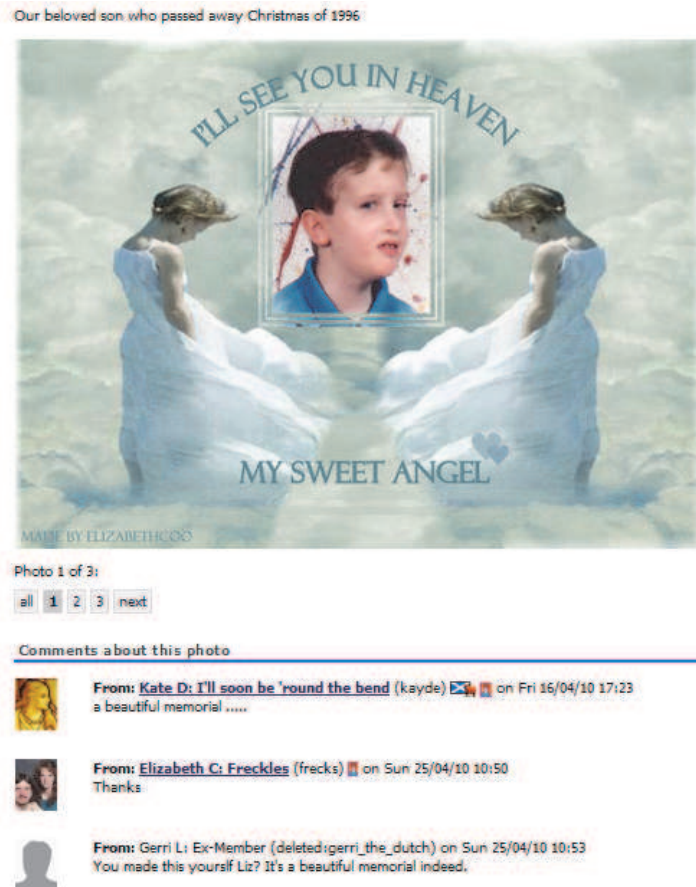 Our beloved son who passed away Christmas of 1996
I'LL SEE YOU IN HEAVEN
MY SWEET ANGEL
MADE BY ELIZABETHCOO
Photo 1 of 3:
all 1 2 3 next
Comments about this photo
From: Kate D: I'll soon be 'round the bend (kayde) on Fri 16/04/10 17:23
a beautiful memorial .....
From: Elizabeth C: Freckles (frecks) on Sun 25/04/10 10:50
Thanks
From: Gerri L: Ex-Member (deleted:gerri_the_dutch) on Sun 25/04/10 10:53
You made this yourslf Liz? It's a beautiful memorial indeed.